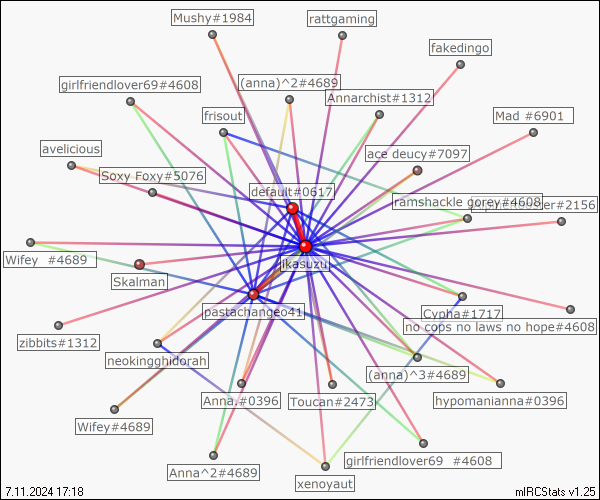 Mushy#1984
rattgaming
fakedingo
girlfriendlover69#4608
(anna)^2#4689
Annarchist#1312
frisout
Mad #6901
avelicious
ace deucy#7097
Soxy Foxy#5076
default#0617
ramshackle gorey#4608
#2156
ikasuzu
Wifey #4689
Skalman
pastachangeo41
Cypha#1717
no cops no laws no hope#4608
zibbits#1312
neokingghidorah
(anna)^3#4689
Anna.#0396
Toucan#2473
hypomanianna#0396
Wifey#4689
Anna^2#4689
girlfriendlover69 #4608
xenoyaut
7.11.2024 17:18
mIRCStats v1.25